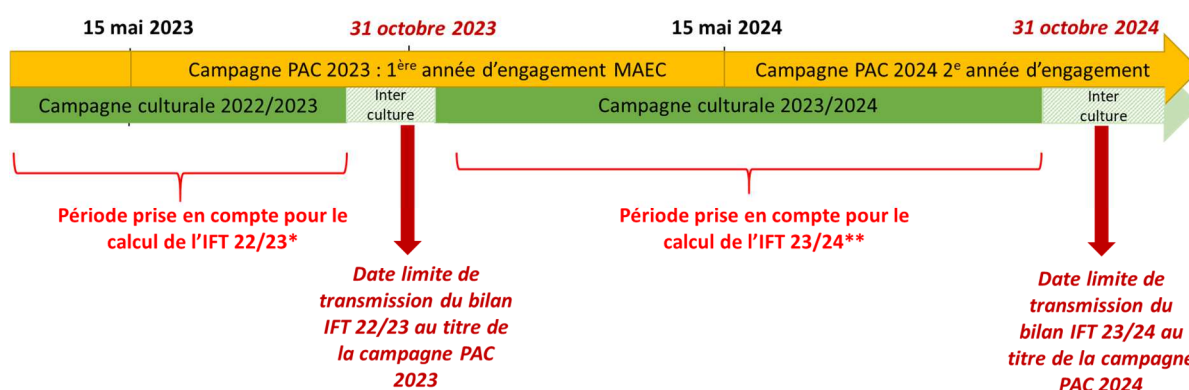 15 mai 2023
31 octobre 2023
15 mai 2024
31 octobre 2024
Campagne PAC 2023 : 1ère année d'engagement MAEC
Campagne PAC 2024 2e année d'engagement
Campagne culturale 2022/2023
Inter
culture
Campagne culturale 2023/2024
Inter
culture
Période prise en compte pour le
calcul de l'IFT 22/23*
Période prise en compte pour le
calcul de l'IFT 23/24**
Date limite de
transmission du bilan
IFT 22/23 au titre de
la campagne PAC
2023
Date limite de
transmission du
bilan IFT 23/24 au
titre de la campagne
PAC 2024